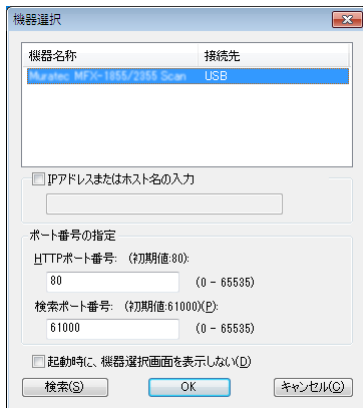 機器選択
機器名称 接続先
Muratec MFX-1855/2355 Scan USB
IPアドレスまたはホスト名の入力
ポート番号の指定
HTTPポート番号: (初期値:80):
80 (0 - 65535)
検索ポート番号: (初期値:61000)(P):
61000 (0 - 65535)
起動時に、機器選択画面を表示しない(D)
検索(S) OK キャンセル(C)